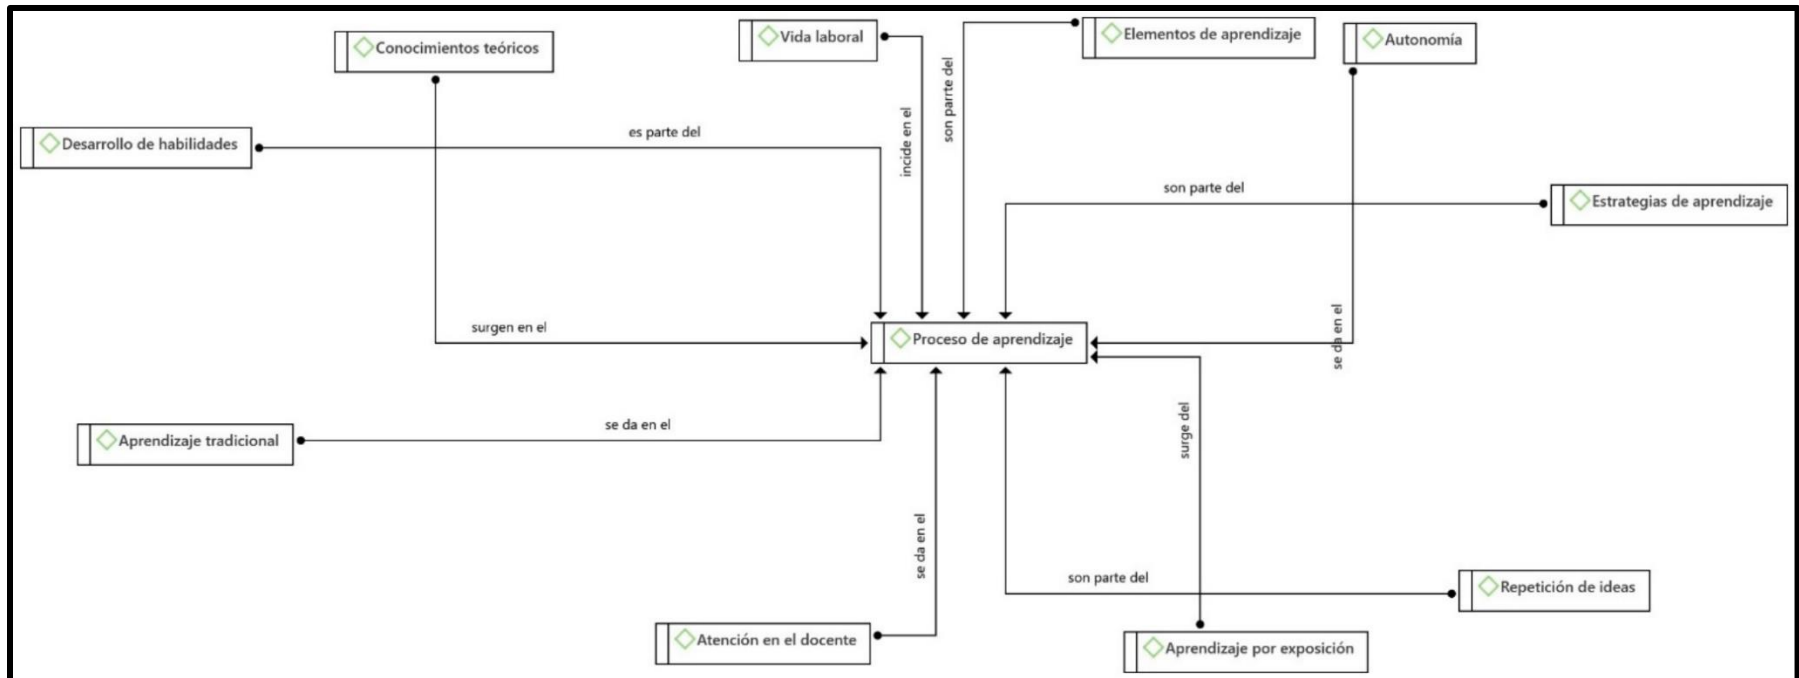 Conocimientos teóricos
Vida laboral
Elementos de aprendizaje
Autonomía
Desarrollo de habilidades
es parte del
incide en el
son parrte del
son parte del
Estrategias de aprendizaje
surgen en el
Proceso de aprendizaje
se da en el
Aprendizaje tradicional
se da en el
surge del
se da en el
son parte del
Repetición de ideas
Atención en el docente
Aprendizaje por exposición